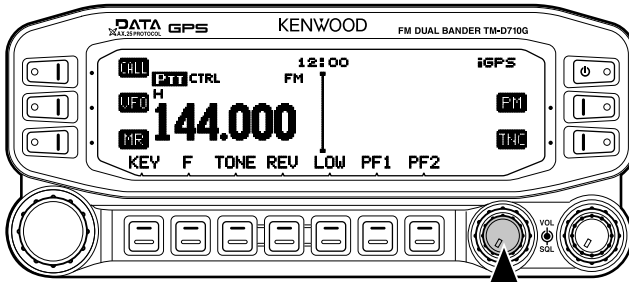 DATA GPS KENWOOD FM DUAL BANDER TM-D710G
AX.25 PROTOCOL
CALL 12:00 iGPS
PTT CTRL FM
VFO H PM
144.000
MR TNC
KEY F TONE REV LOW PF1 PF2
VOL
SQL